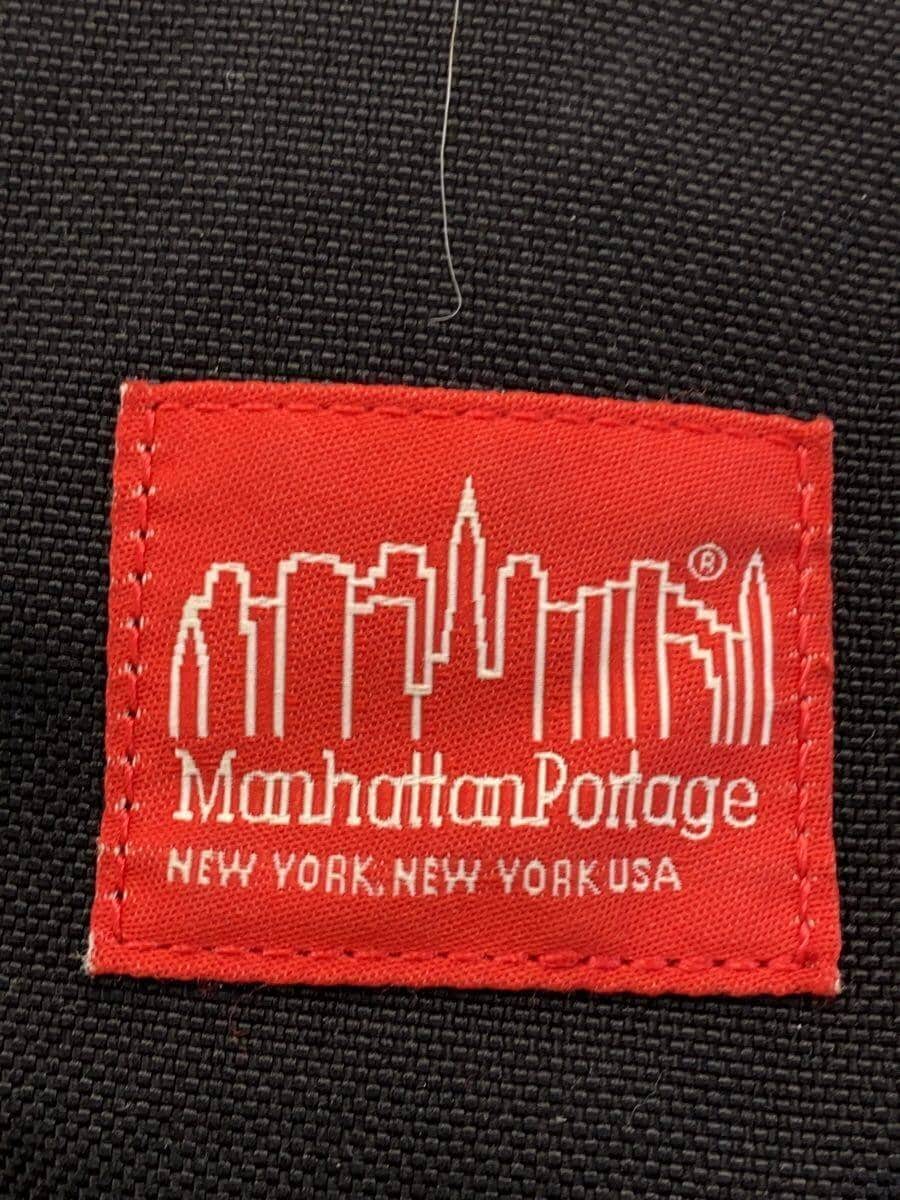 ®
ManhattanPortage
NEW YORK, NEW YORK USA